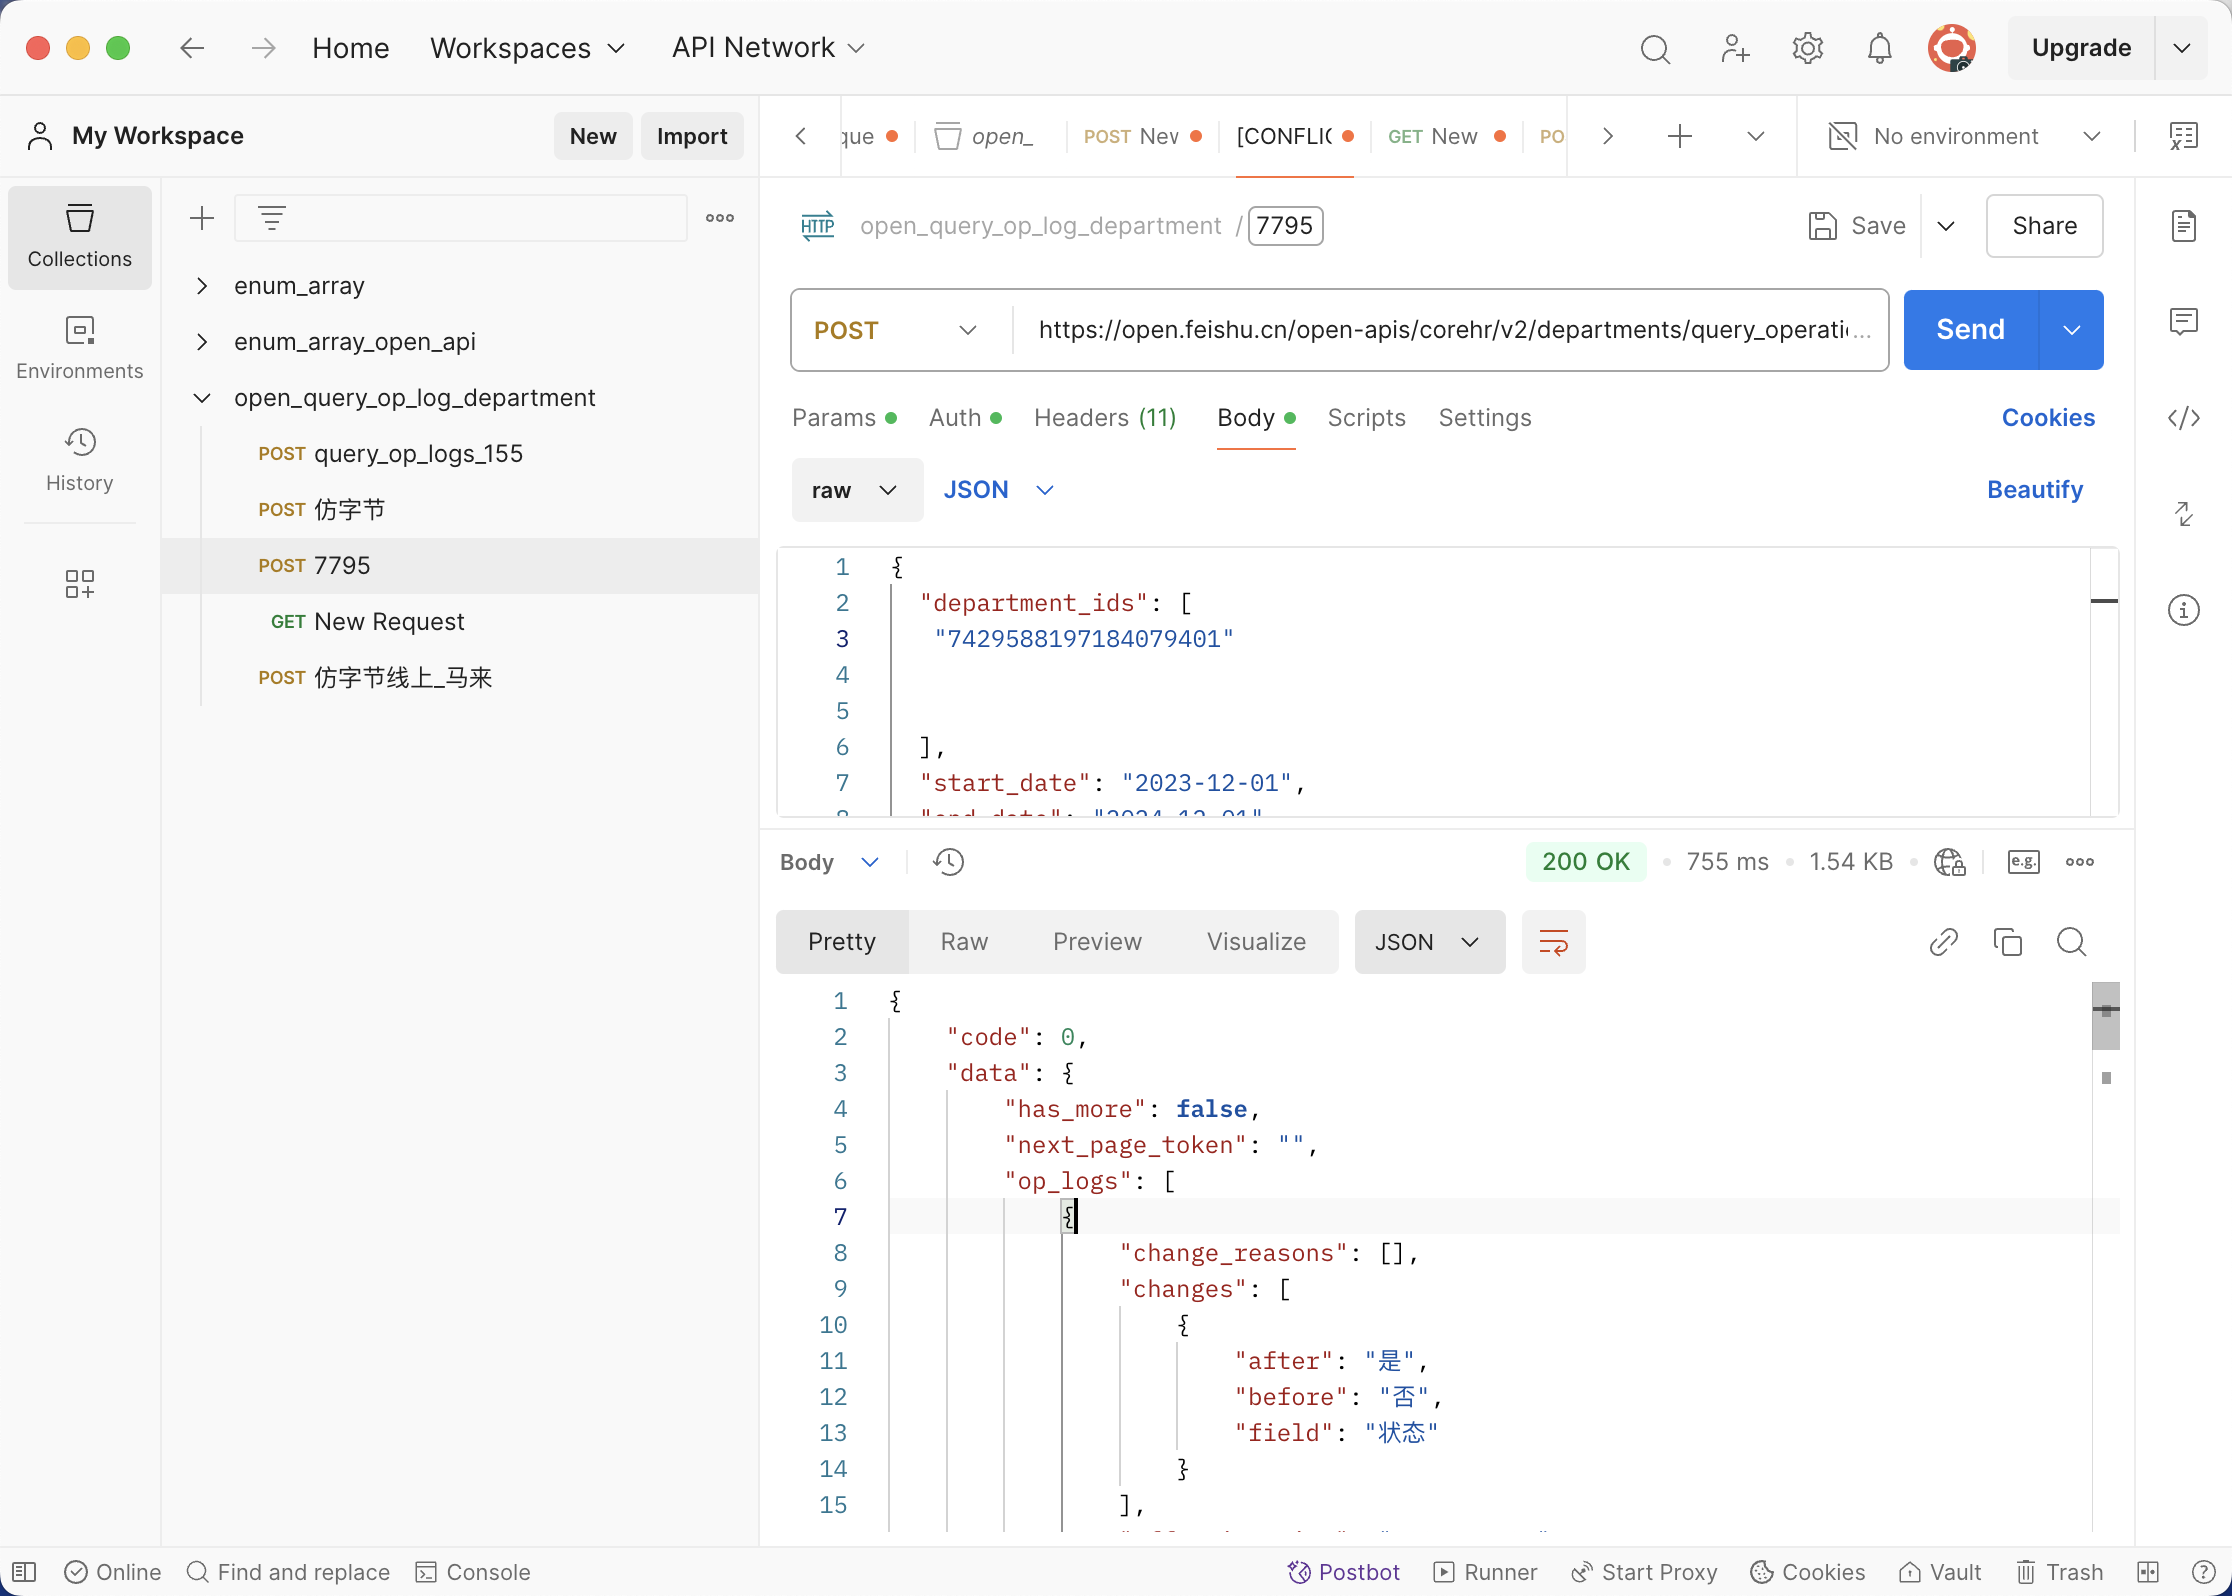 Home Workspaces API Network Upgrade
My Workspace New Import
que open_ POST New [CONFLIC GET New PO No environment
Collections
Environments
History
enum_array
enum_array_open_api
open_query_op_log_department
POST query_op_logs_155
POST 仿字节
POST 7795
GET New Request
POST 仿字节线上_马来
HTTP open_query_op_log_department / 7795 Save Share
POST https://open.feishu.cn/open-apis/corehr/v2/departments/query_operati... Send
Params Auth Headers (11) Body Scripts Settings Cookies
raw JSON Beautify
1 {
2 "department_ids": [
3 "7429588197184079401"
4
5
6 ],
7 "start_date": "2023-12-01",
8 "end_date": "2024-12-01"
Body 200 OK 755 ms 1.54 KB e.g.
Pretty Raw Preview Visualize JSON
1 {
2 "code": 0,
3 "data": {
4 "has_more": false,
5 "next_page_token": "",
6 "op_logs": [
7 {
8 "change_reasons": [],
9 "changes": [
10 {
11 "after": "是",
12 "before": "否",
13 "field": "状态"
14 }
15 ],
Online Find and replace Console Postbot Runner Start Proxy Cookies Vault Trash